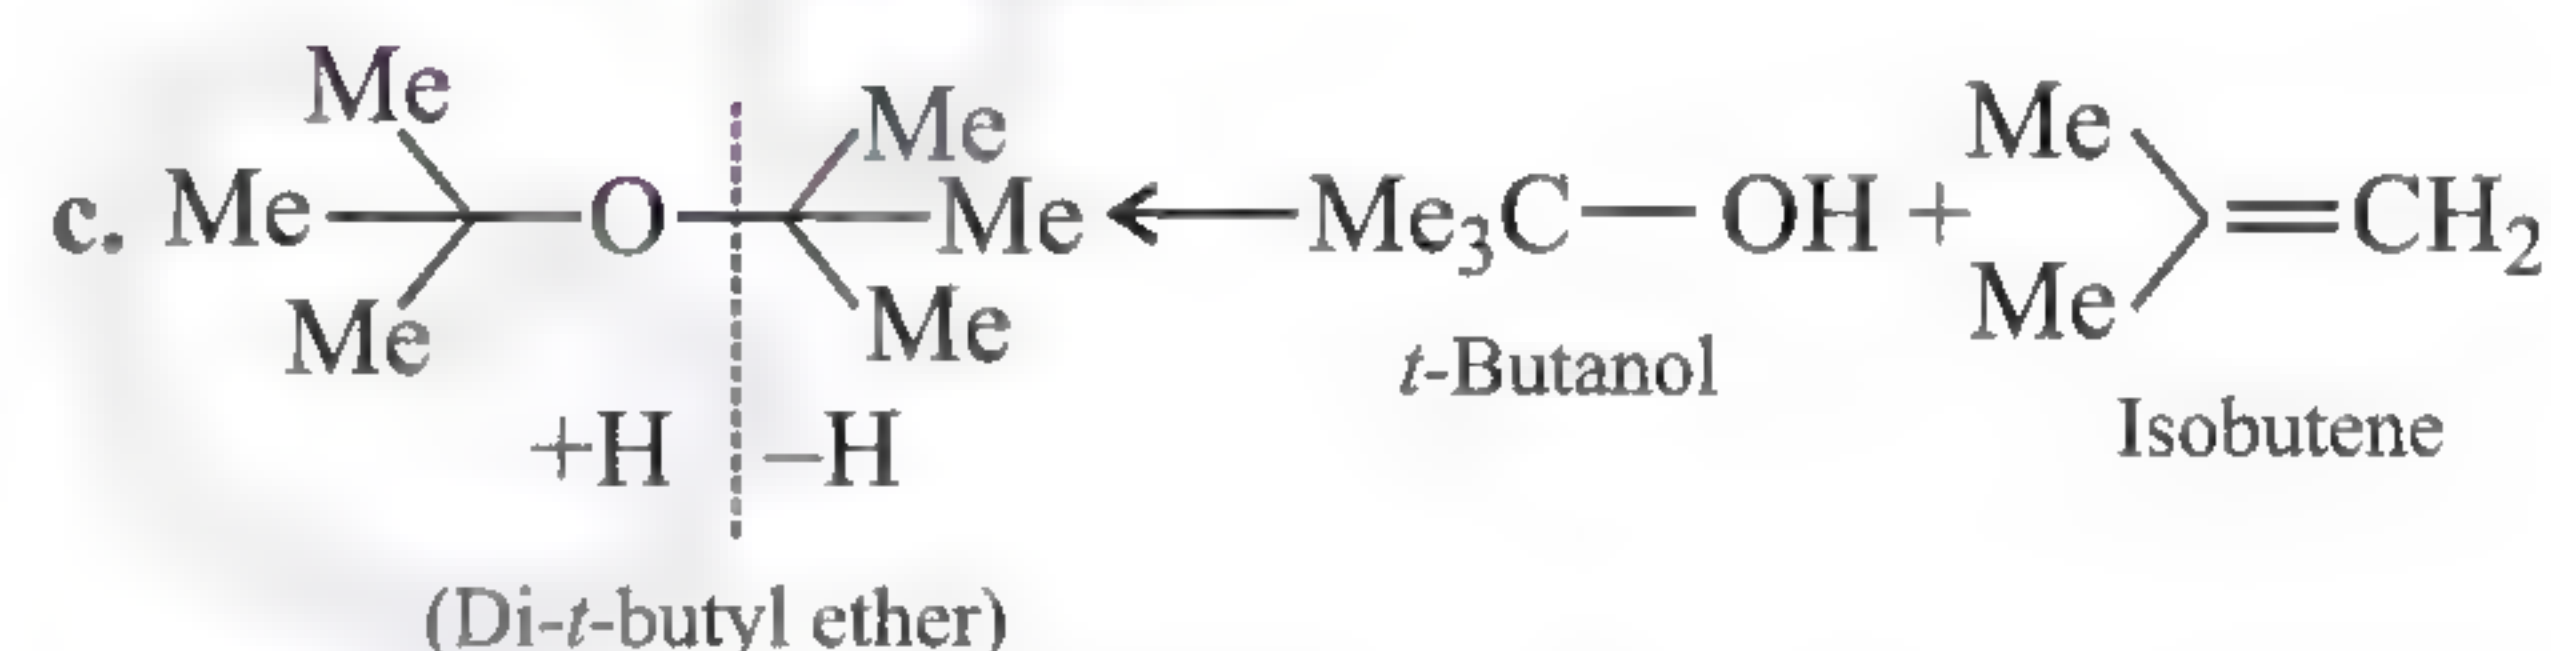 Me
Me
c. Me — O — Me ← Me₃C — OH + =CH₂
Me
Me
Me
Me
t-Butanol
Isobutene
+H –H
(Di-t-butyl ether)